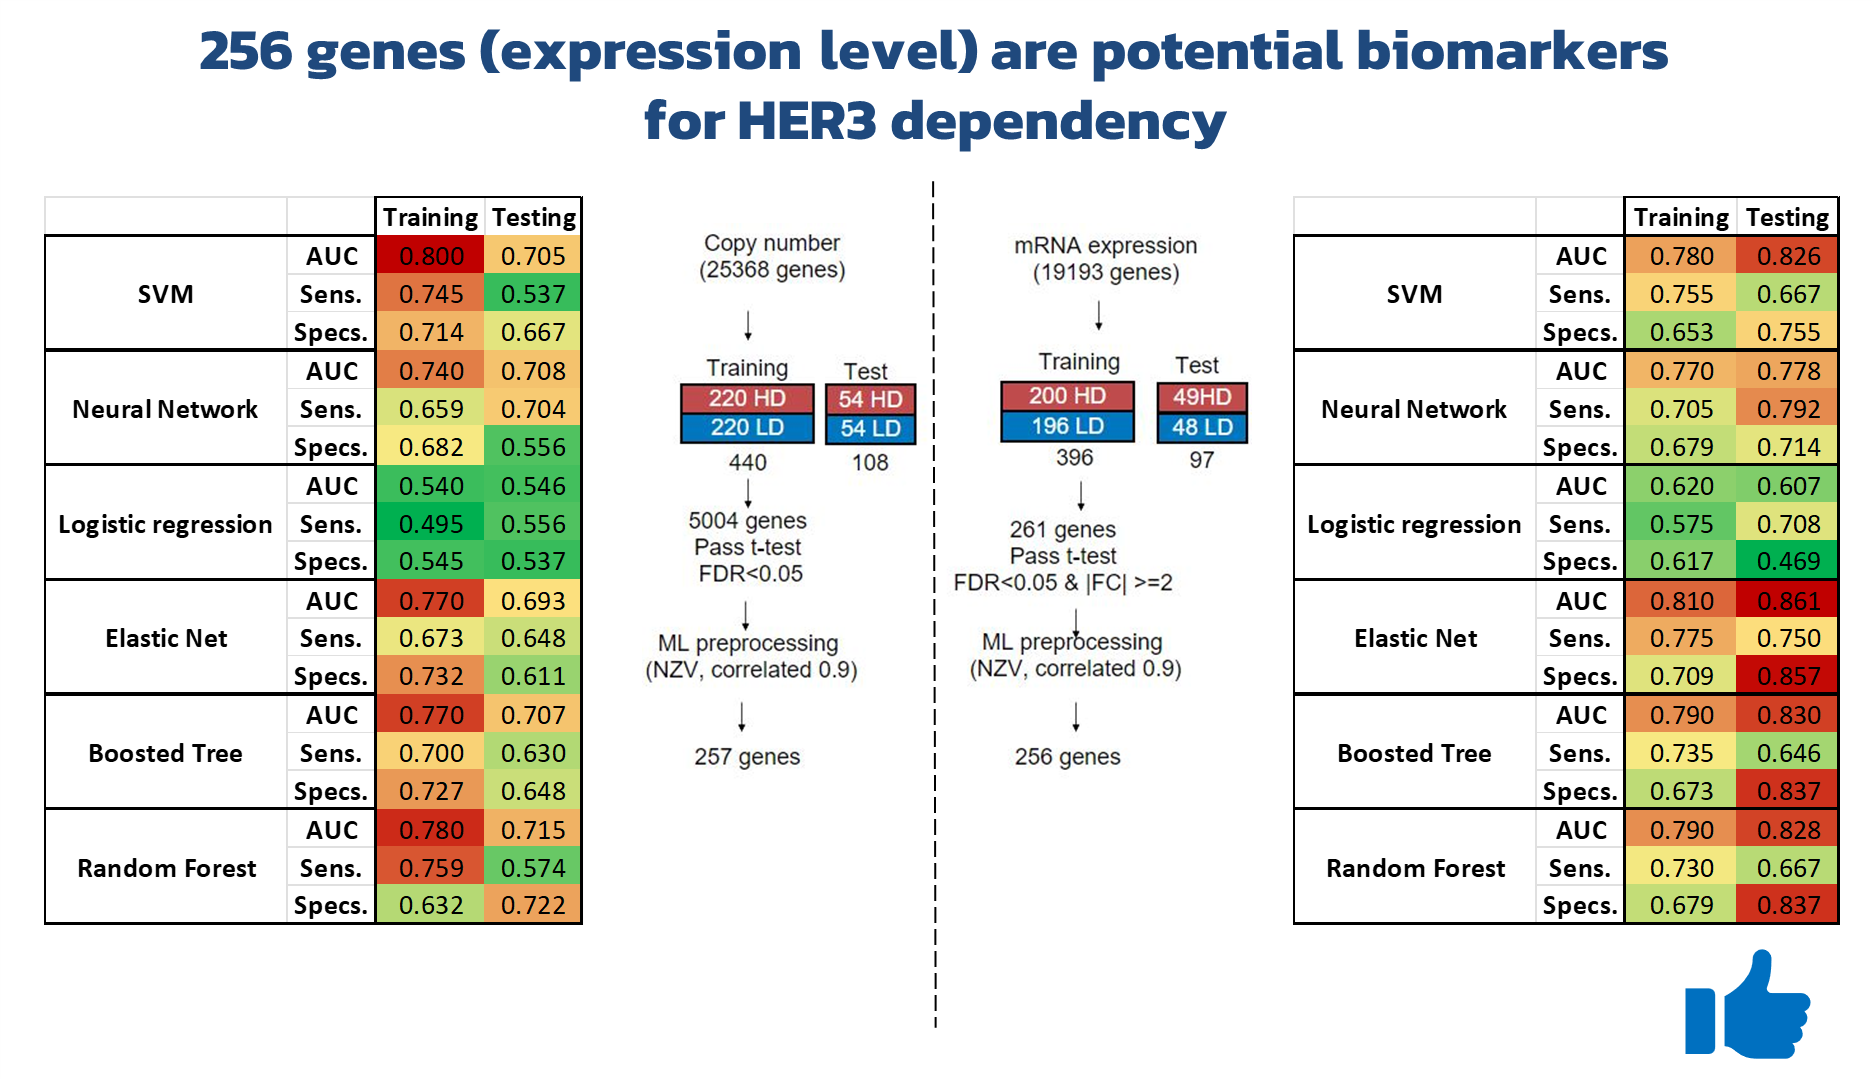 256 genes (expression level) are potential biomarkers
for HER3 dependency
Training Testing
SVM
AUC 0.800 0.705
Sens. 0.745 0.537
Specs. 0.714 0.667
Neural Network
AUC 0.740 0.708
Sens. 0.659 0.704
Specs. 0.682 0.556
Logistic regression
AUC 0.540 0.546
Sens. 0.495 0.556
Specs. 0.545 0.537
Elastic Net
AUC 0.770 0.693
Sens. 0.673 0.648
Specs. 0.732 0.611
Boosted Tree
AUC 0.770 0.707
Sens. 0.700 0.630
Specs. 0.727 0.648
Random Forest
AUC 0.780 0.715
Sens. 0.759 0.574
Specs. 0.632 0.722
Copy number
(25368 genes)
Training Test
220 HD 54 HD
220 LD 54 LD
440 108
5004 genes
Pass t-test
FDR<0.05
ML preprocessing
(NZV, correlated 0.9)
257 genes
mRNA expression
(19193 genes)
Training Test
200 HD 49HD
196 LD 48 LD
396 97
261 genes
Pass t-test
FDR<0.05 & |FC| >=2
ML preprocessing
(NZV, correlated 0.9)
256 genes
Training Testing
SVM
AUC 0.780 0.826
Sens. 0.755 0.667
Specs. 0.653 0.755
Neural Network
AUC 0.770 0.778
Sens. 0.705 0.792
Specs. 0.679 0.714
Logistic regression
AUC 0.620 0.607
Sens. 0.575 0.708
Specs. 0.617 0.469
Elastic Net
AUC 0.810 0.861
Sens. 0.775 0.750
Specs. 0.709 0.857
Boosted Tree
AUC 0.790 0.830
Sens. 0.735 0.646
Specs. 0.673 0.837
Random Forest
AUC 0.790 0.828
Sens. 0.730 0.667
Specs. 0.679 0.837